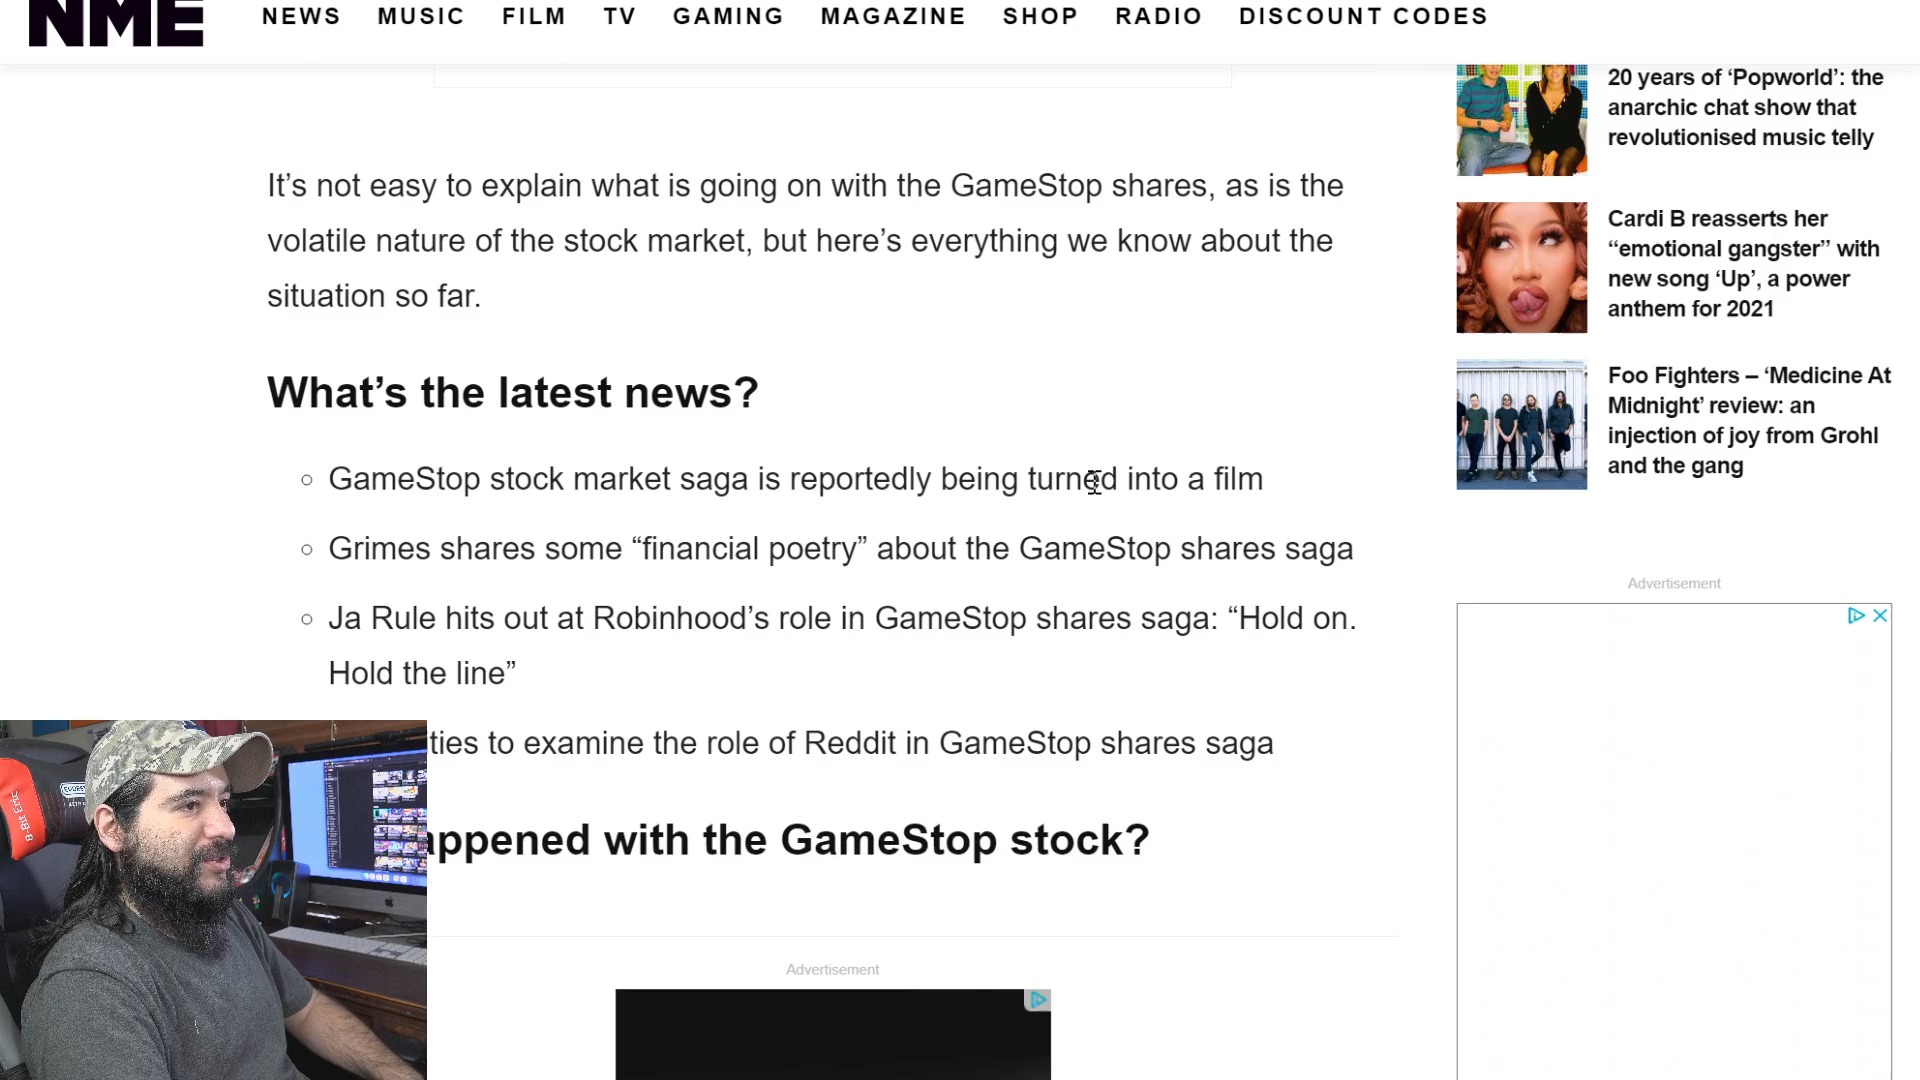 NME
NEWS MUSIC FILM TV GAMING MAGAZINE SHOP RADIO DISCOUNT CODES
It’s not easy to explain what is going on with the GameStop shares, as is the
volatile nature of the stock market, but here’s everything we know about the
situation so far.
What’s the latest news?
GameStop stock market saga is reportedly being turned into a film
Grimes shares some “financial poetry” about the GameStop shares saga
Ja Rule hits out at Robinhood’s role in GameStop shares saga: “Hold on.
Hold the line”
ties to examine the role of Reddit in GameStop shares saga
appened with the GameStop stock?
Advertisement
20 years of ‘Popworld’: the
anarchic chat show that
revolutionised music telly
Cardi B reasserts her
“emotional gangster” with
new song ‘Up’, a power
anthem for 2021
Foo Fighters – ‘Medicine At
Midnight’ review: an
injection of joy from Grohl
and the gang
Advertisement
8-Bit Eric